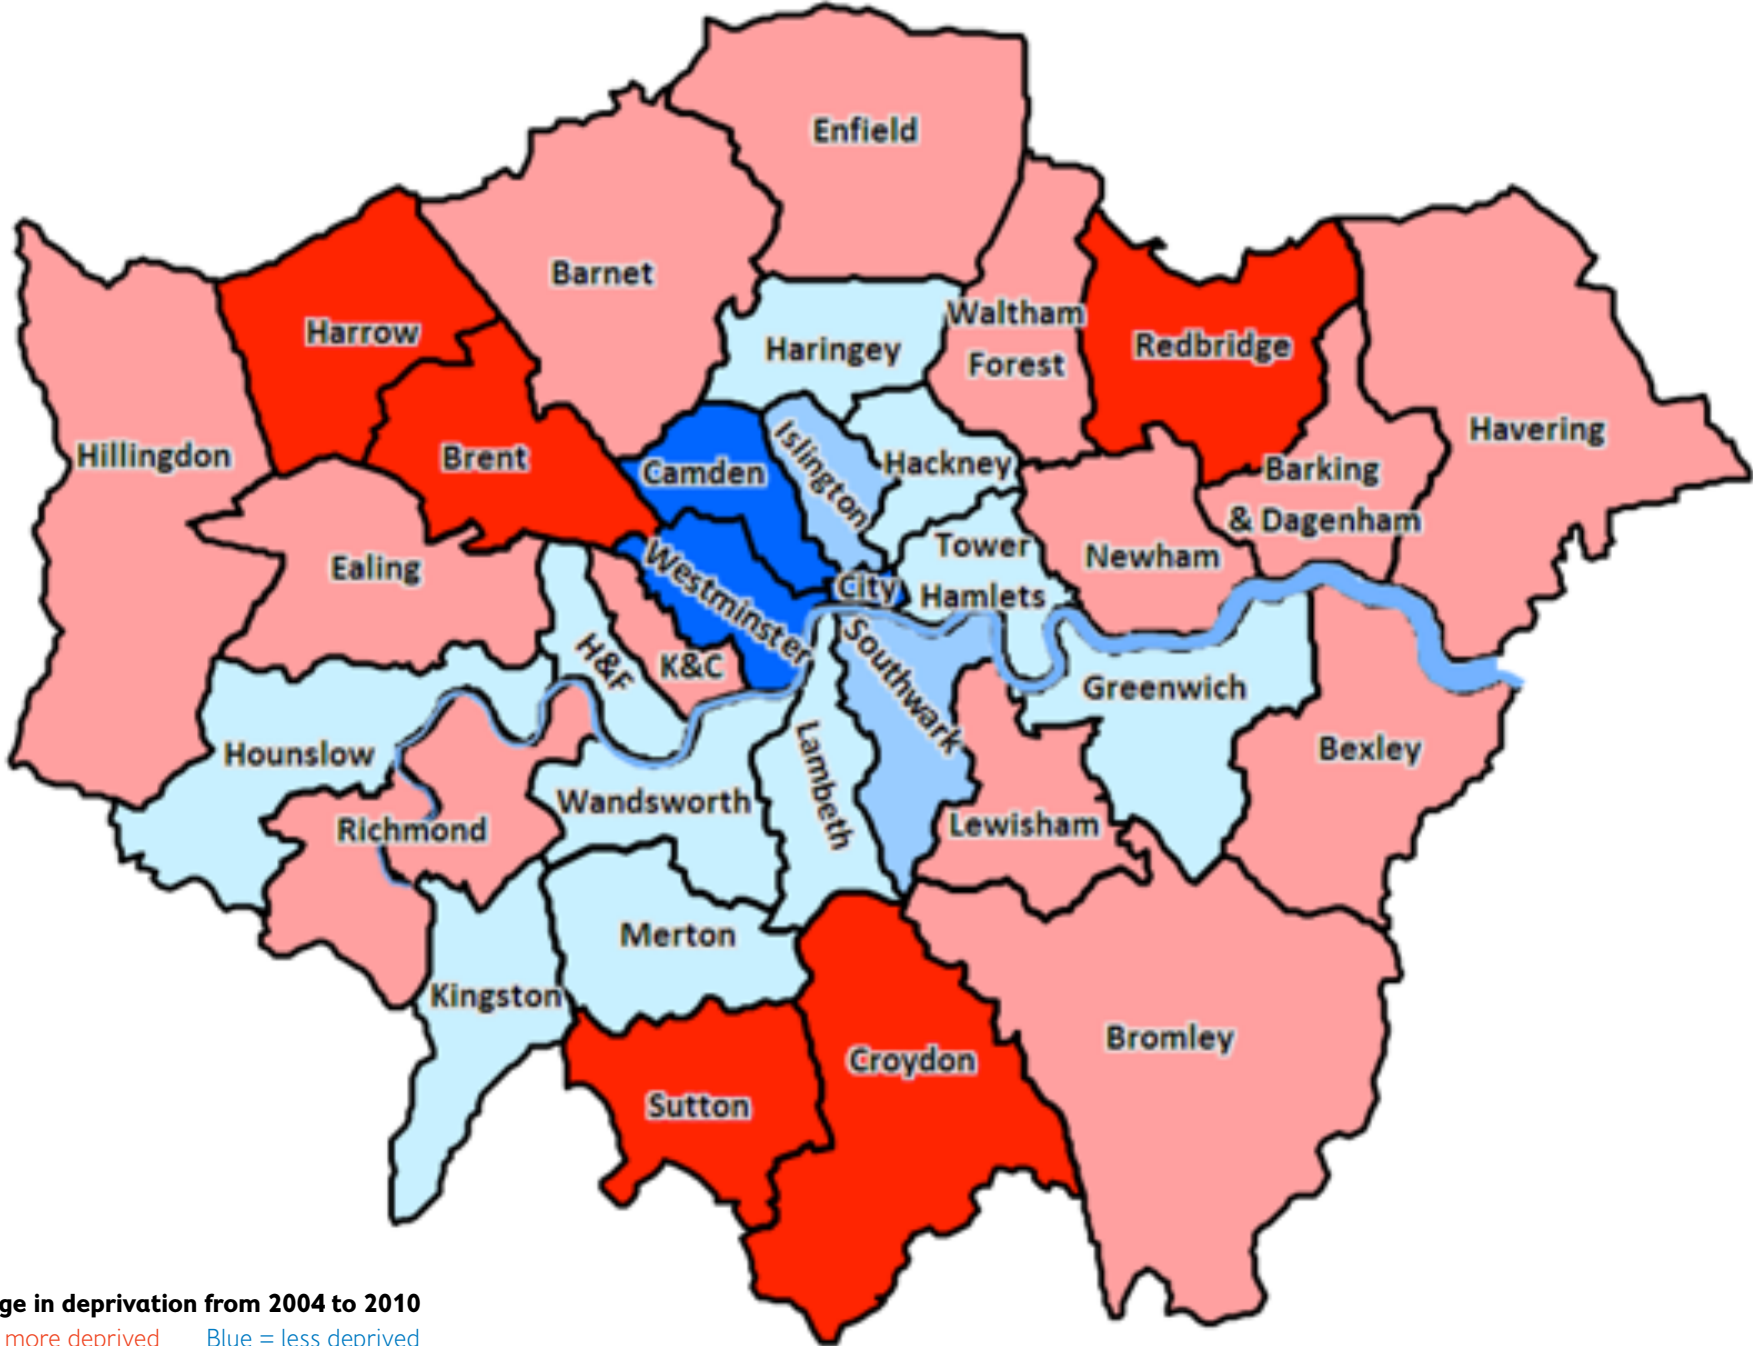 Enfield
Barnet
Harrow
Haringey
Waltham
Forest
Redbridge
Havering
Hillingdon
Brent
Camden
Islington
Hackney
Barking
& Dagenham
Ealing
Westminster
City
Tower
Hamlets
Newham
H&F
K&C
Southwark
Greenwich
Hounslow
Lambeth
Bexley
Richmond
Wandsworth
Lewisham
Merton
Kingston
Bromley
Croydon
Sutton
ge in deprivation from 2004 to 2010
more deprived Blue = less deprived